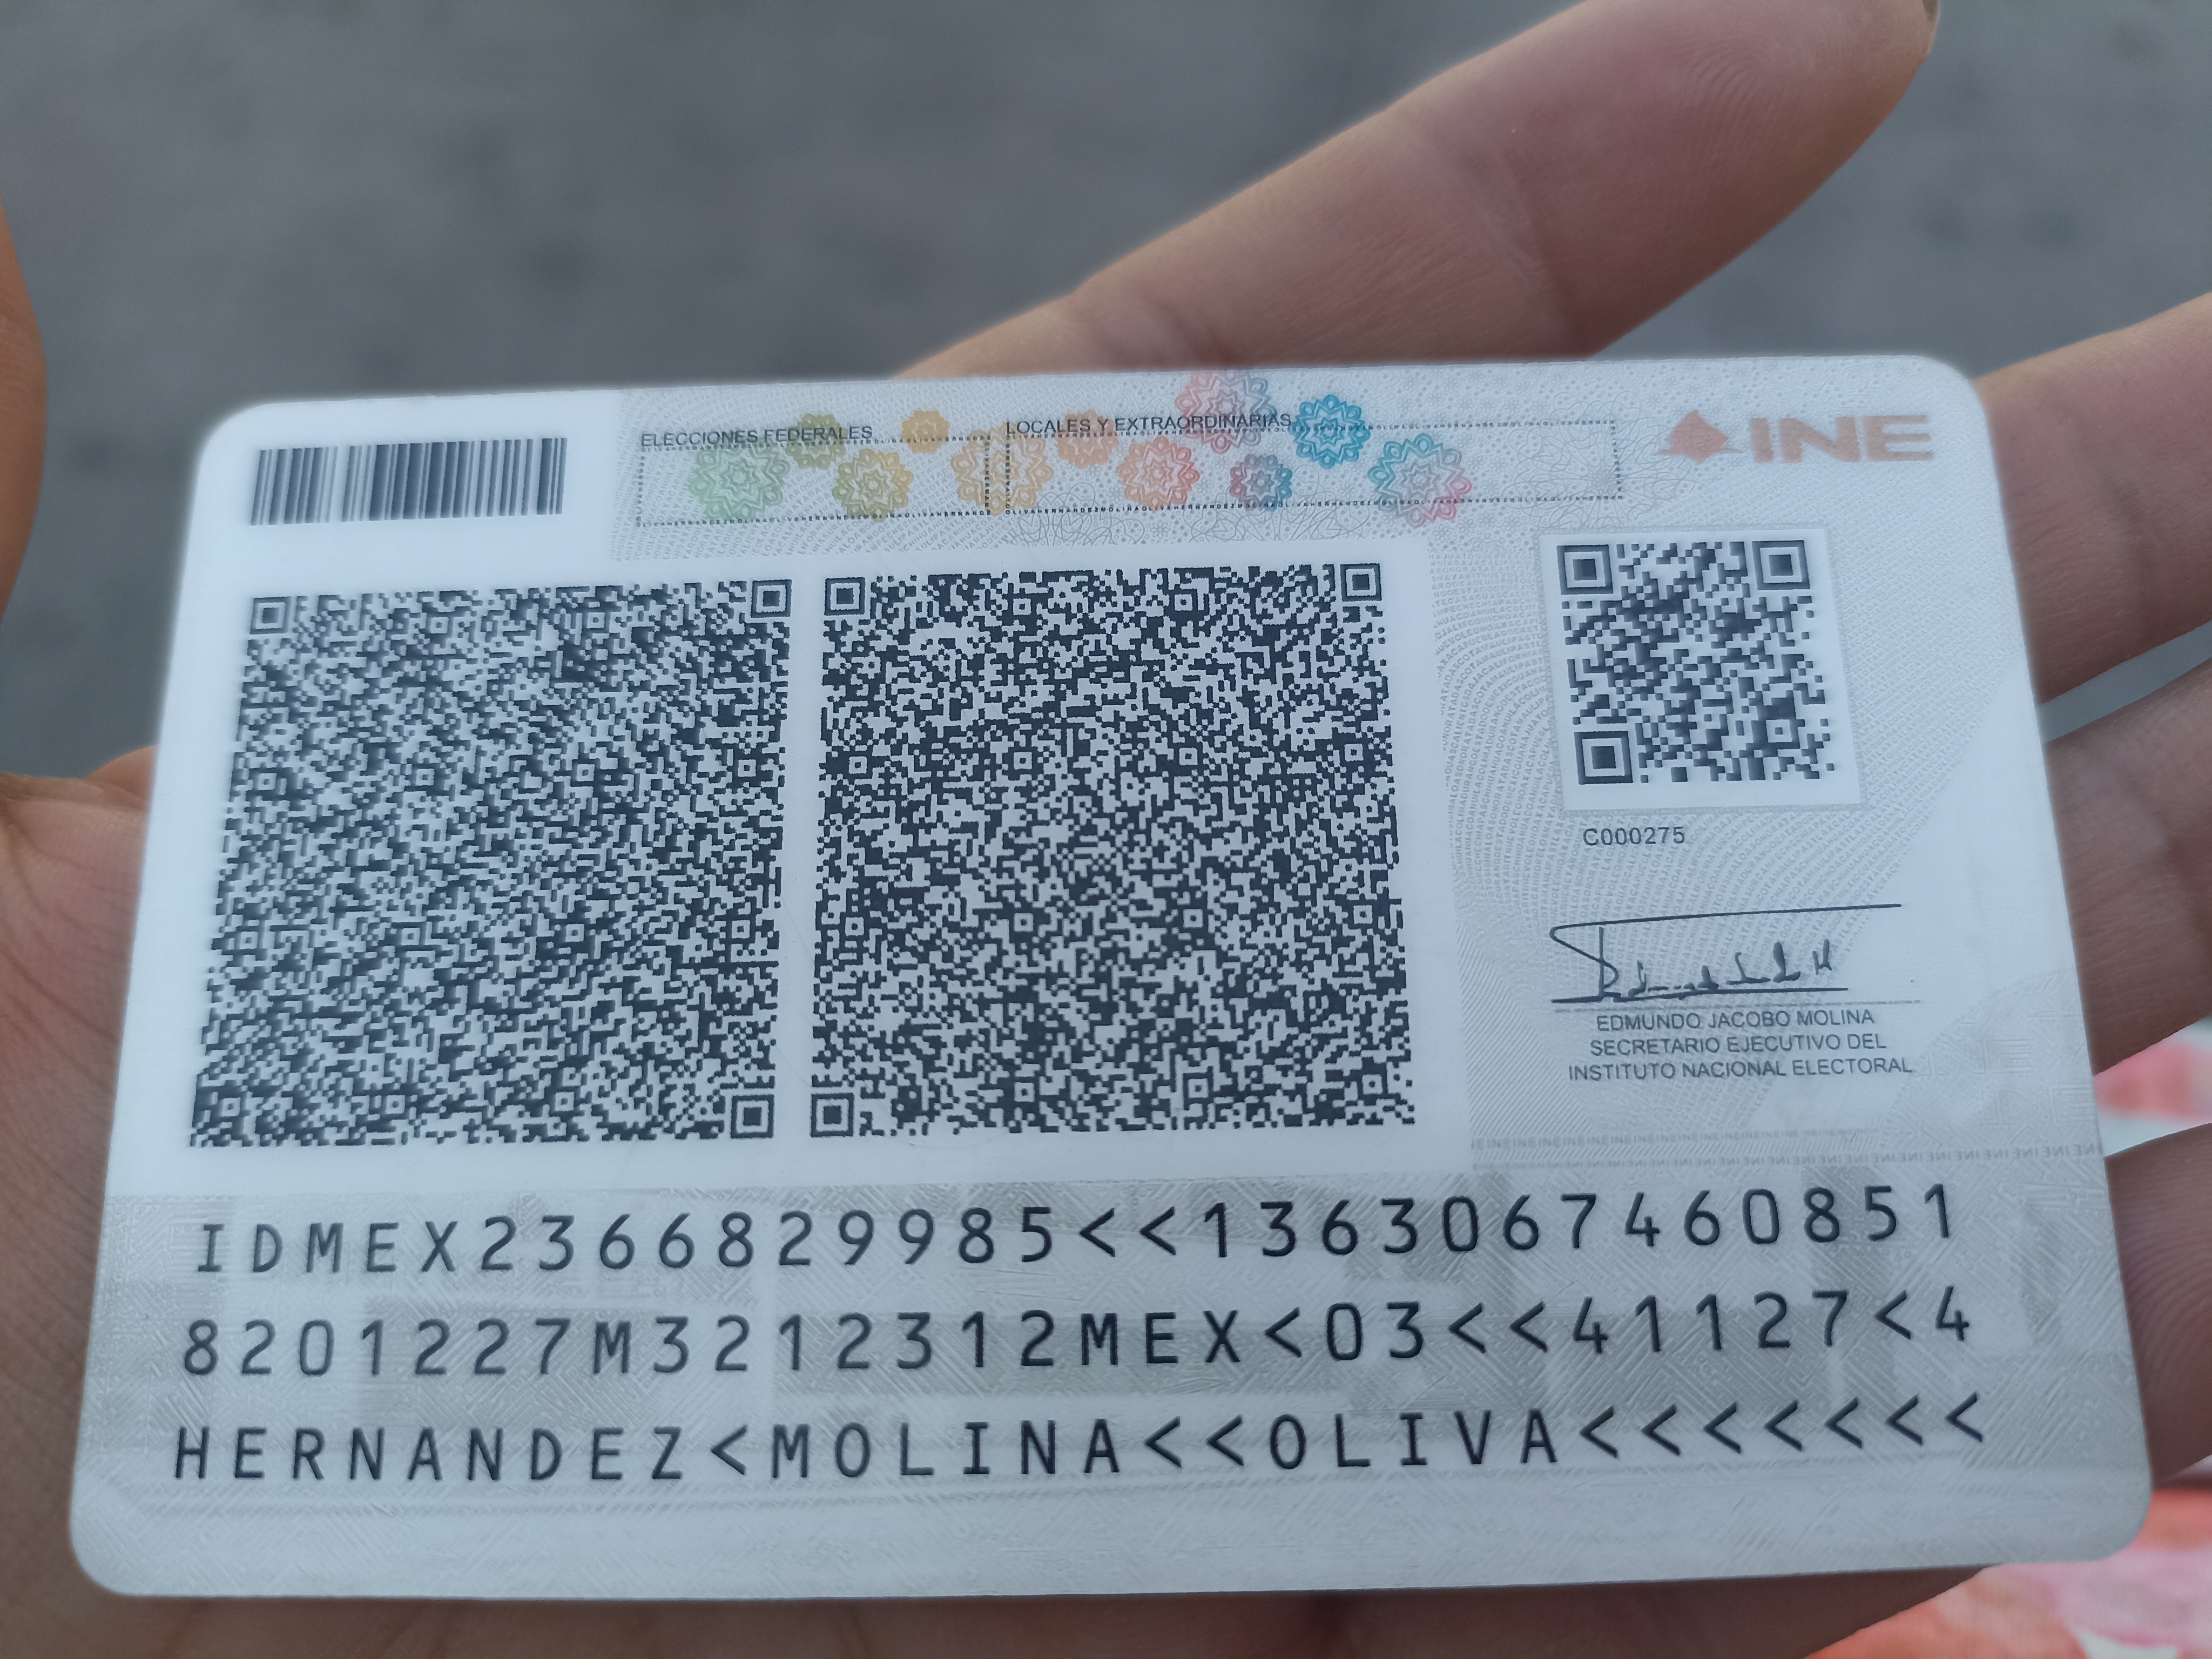 ELECCIONES FEDERALES
LOCALES Y EXTRAORDINARIAS
INE
C000275
EDMUNDO JACOBO MOLINA
SECRETARIO EJECUTIVO DEL
INSTITUTO NACIONAL ELECTORAL
IDMEX2366829985<<1363067460851
8201227M3212312MEX<03<<41127<4
HERNANDEZ<MOLINA<<OLIVA<<<<<<<